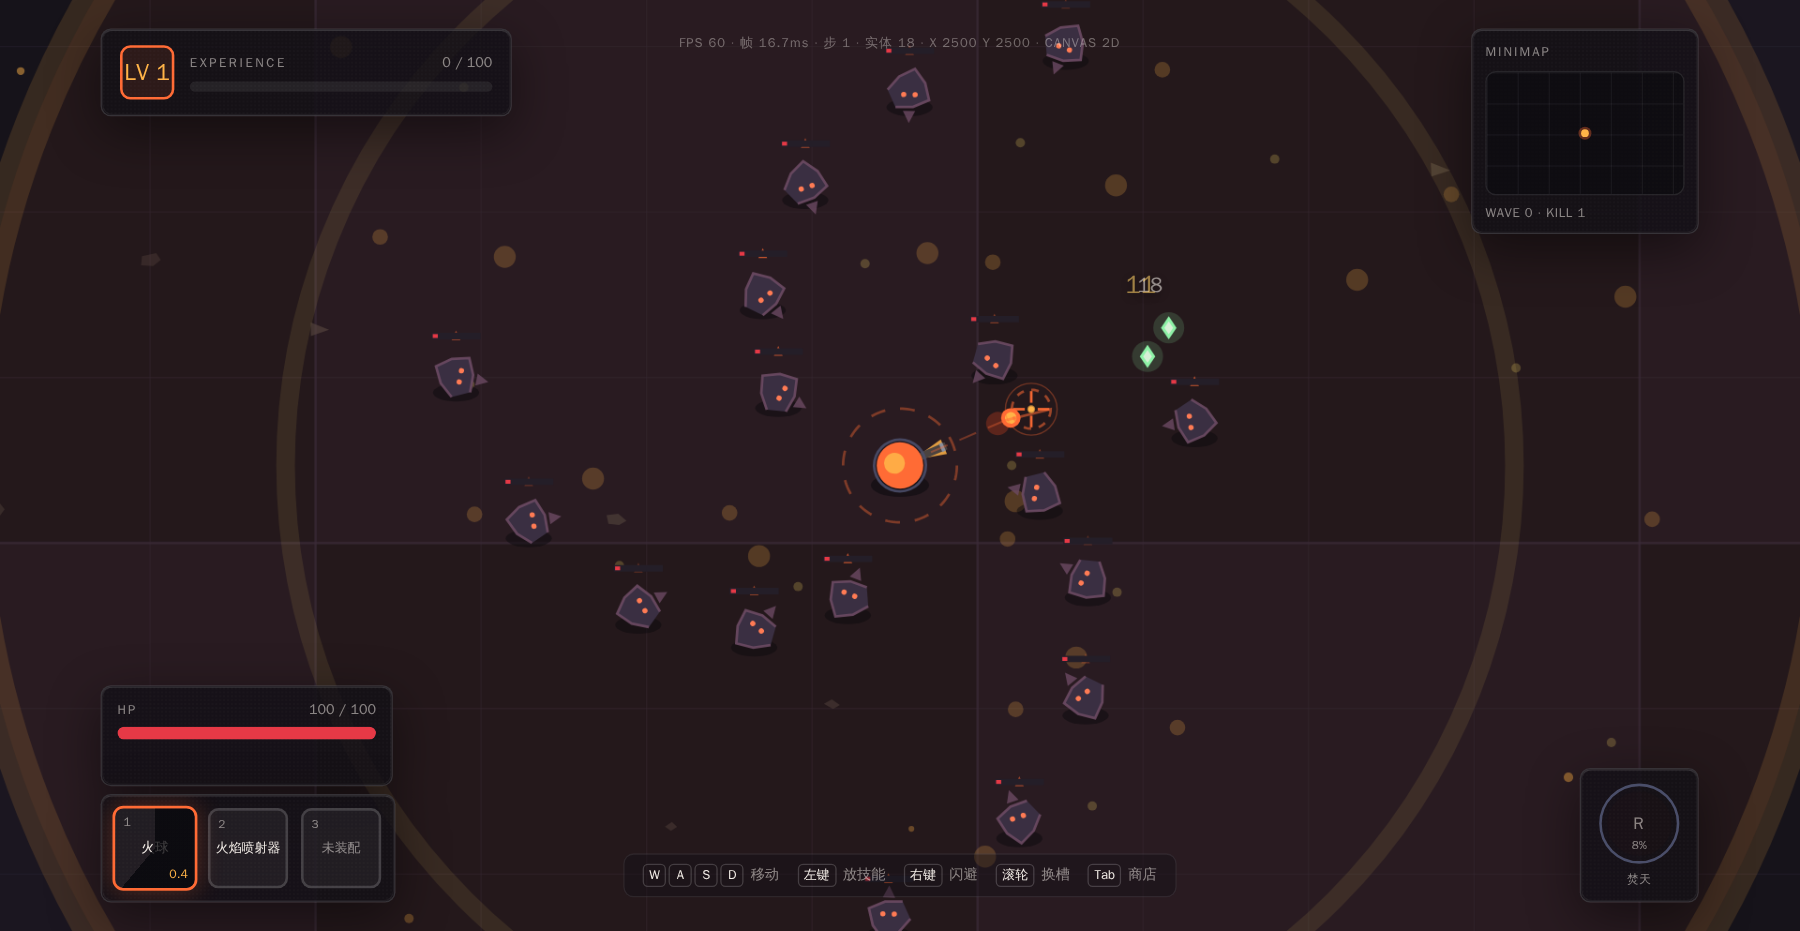 FPS 60 · 帧 16.7ms · 步 1 · 实体 18 · X 2500 Y 2500 · CANVAS 2D
LV 1
EXPERIENCE
0 / 100
MINIMAP
WAVE 0 · KILL 1
11
18
HP
100 / 100
1
火球
0.4
2
火焰喷射器
3
未装配
W A S D 移动 左键 放技能 右键 闪避 滚轮 换槽 Tab 商店
R
8%
焚天